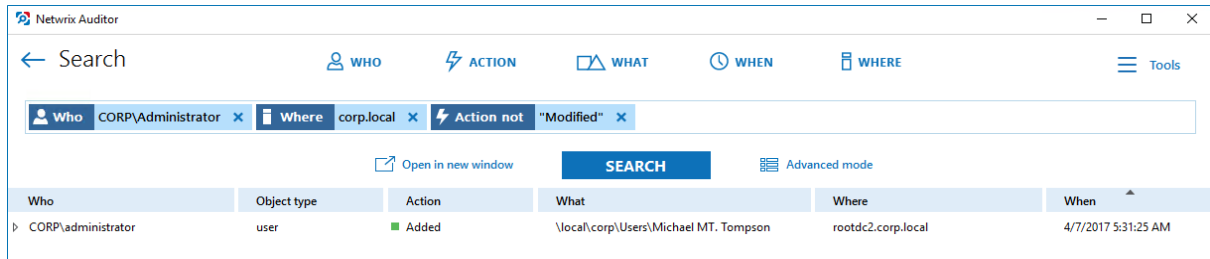 Netwrix Auditor
Search WHO ACTION WHAT WHEN WHERE Tools
Who CORP\Administrator Where corp.local Action not "Modified"
Open in new window SEARCH Advanced mode
Who Object type Action What Where When
CORP\administrator user Added \local\corp\Users\Michael MT. Tompson rootdc2.corp.local 4/7/2017 5:31:25 AM